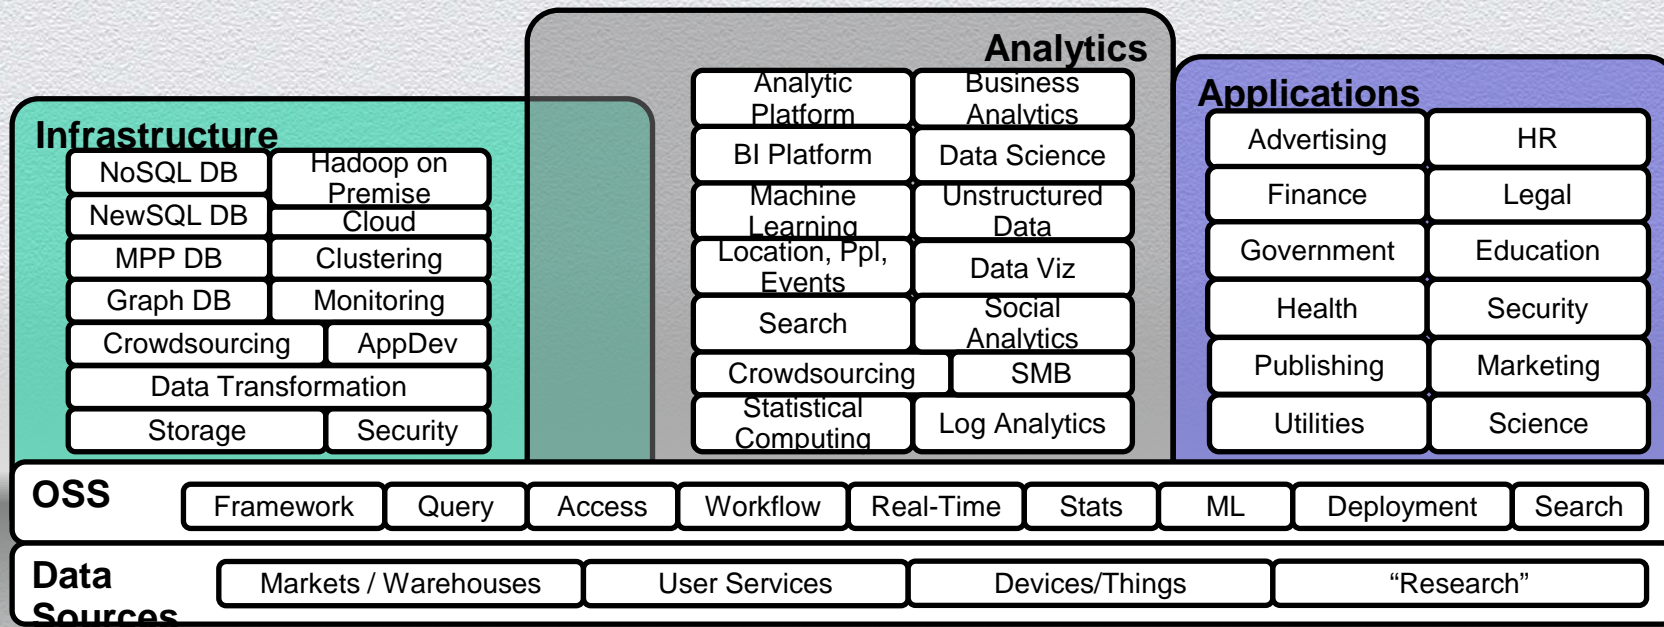 Analytics
Infrastructure
NoSQL DB
Hadoop on
Premise
NewSQL DB
Cloud
MPP DB
Clustering
Graph DB
Monitoring
Crowdsourcing
AppDev
Data Transformation
Storage
Security
Analytic
Platform
Business
Analytics
BI Platform
Data Science
Machine
Learning
Unstructured
Data
Location, Ppl,
Events
Data Viz
Search
Social
Analytics
Crowdsourcing
SMB
Statistical
Computing
Log Analytics
Applications
Advertising
HR
Finance
Legal
Government
Education
Health
Security
Publishing
Marketing
Utilities
Science
OSS
Framework
Query
Access
Workflow
Real-Time
Stats
ML
Deployment
Search
Data
Sources
Markets / Warehouses
User Services
Devices/Things
“Research”